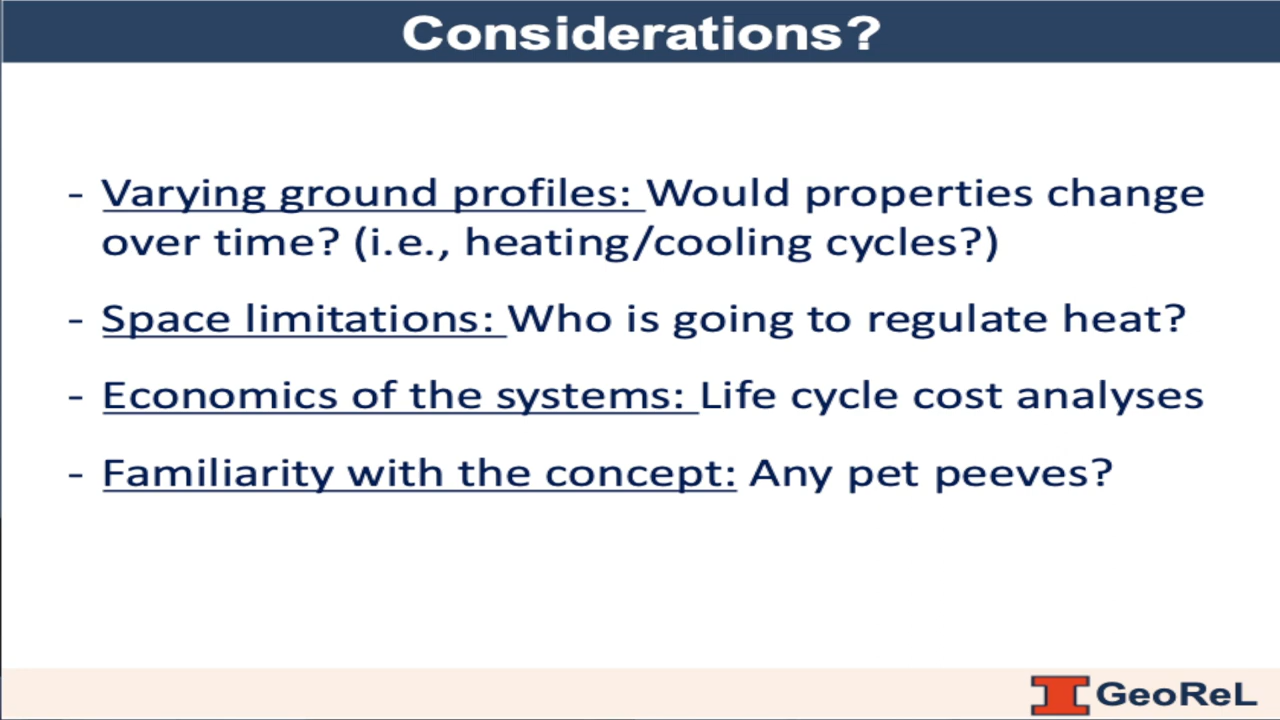 Considerations?
- Varying ground profiles: Would properties change
over time? (i.e., heating/cooling cycles?)
- Space limitations: Who is going to regulate heat?
- Economics of the systems: Life cycle cost analyses
- Familiarity with the concept: Any pet peeves?
GeoReL